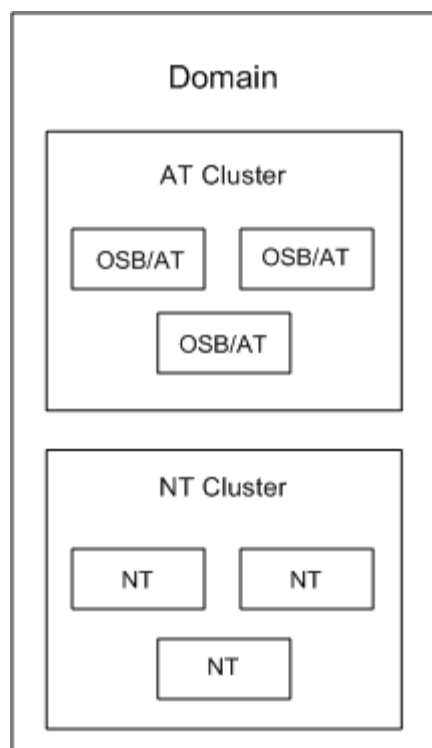 Domain
AT Cluster
OSB/AT
OSB/AT
OSB/AT
NT Cluster
NT
NT
NT